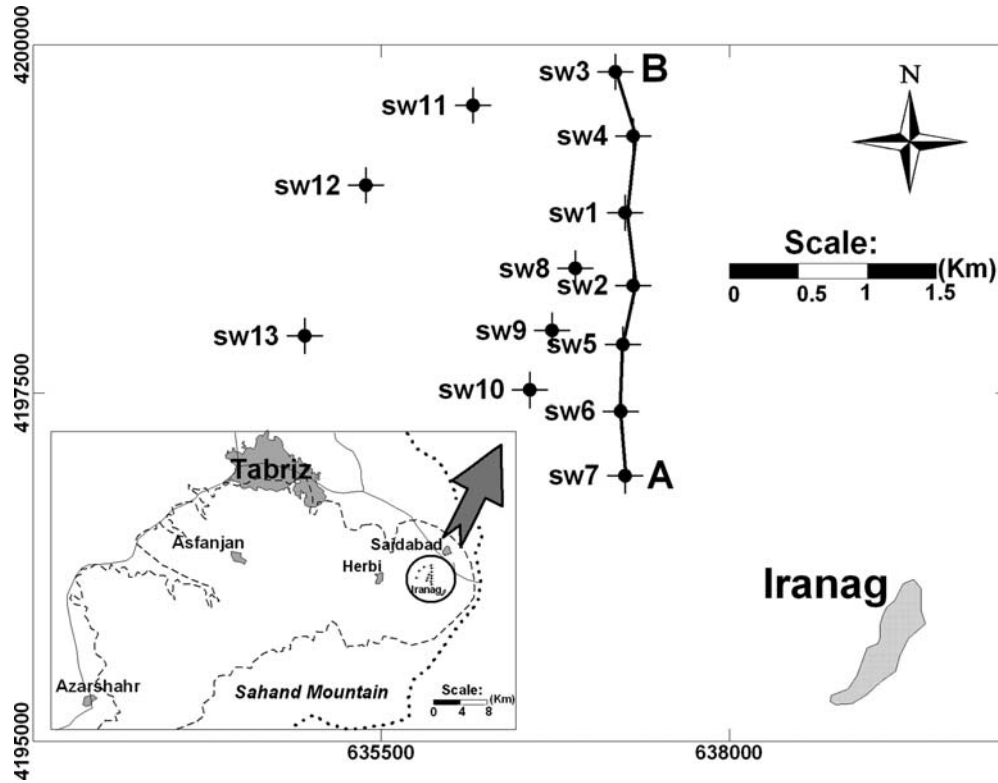 4200000
sw3
B
N
sw11
sw4
sw12
sw1
Scale:
(Km)
0 0.5 1 1.5
sw8
sw2
sw9
sw5
sw13
4197500
sw10
sw6
sw7
A
Tabriz
Asfanjan
Saidabad
Herbi
Iranag
Iranag
Azarshahr
Sahand Mountain
Scale:
(Km)
0 4 8
4195000
635500
638000